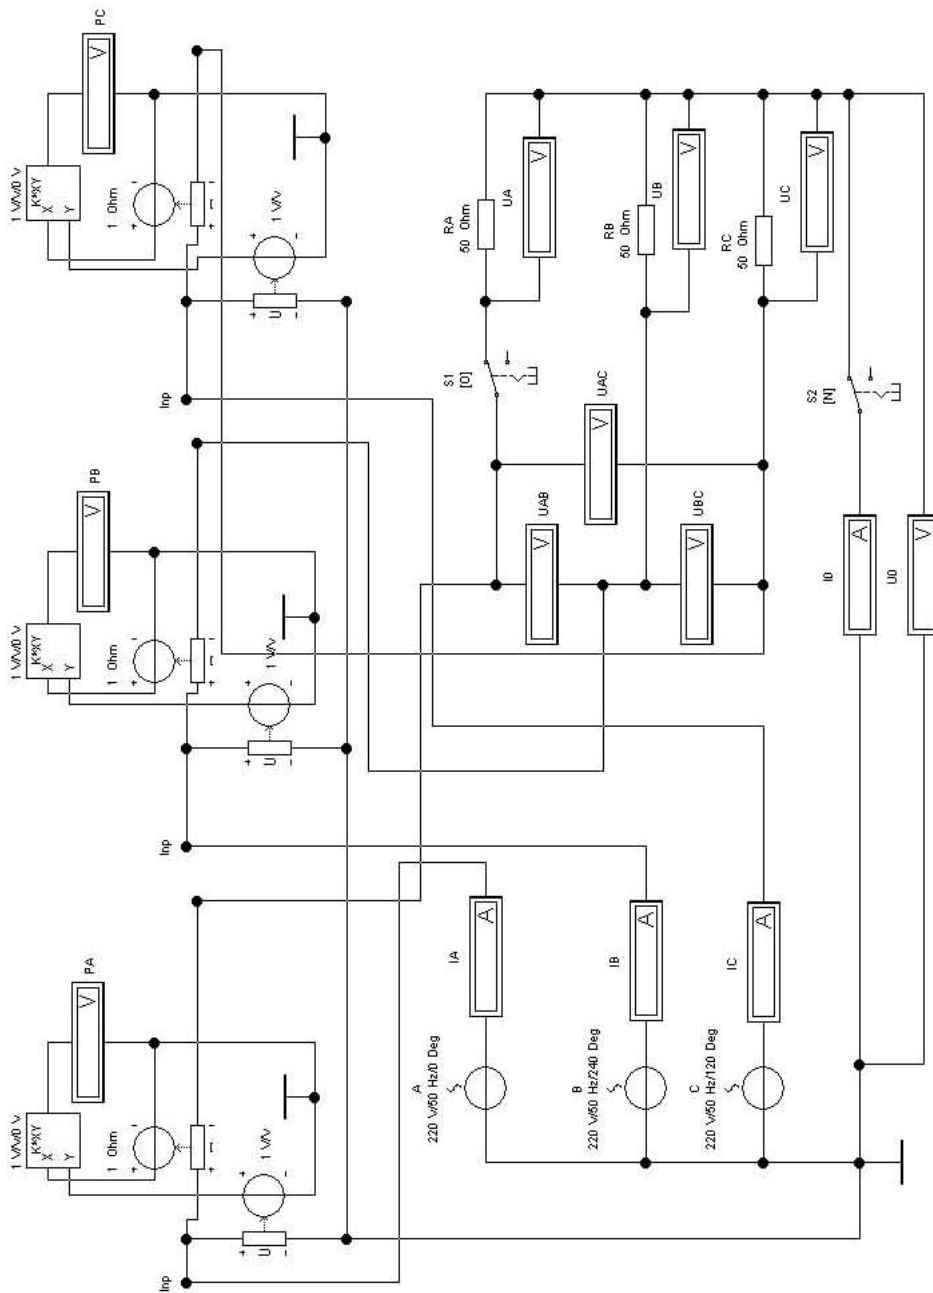 PA
1 V/V/0 V
K*XY
X
Y
1 Ohm
I
1 V/V
U
Inp
PB
1 V/V/0 V
K*XY
X
Y
1 Ohm
I
1 V/V
U
Inp
PC
1 V/V/0 V
K*XY
X
Y
1 Ohm
I
1 V/V
U
Inp
A
220 V/50 Hz/0 Deg
IA
A
B
220 V/50 Hz/240 Deg
IB
A
C
220 V/50 Hz/120 Deg
IC
A
UAB
V
UAC
V
UBC
V
S1
[O]
RA
50 Ohm
UA
V
RB
50 Ohm
UB
V
RC
50 Ohm
UC
V
I0
A
S2
[N]
U0
V
V
V
V